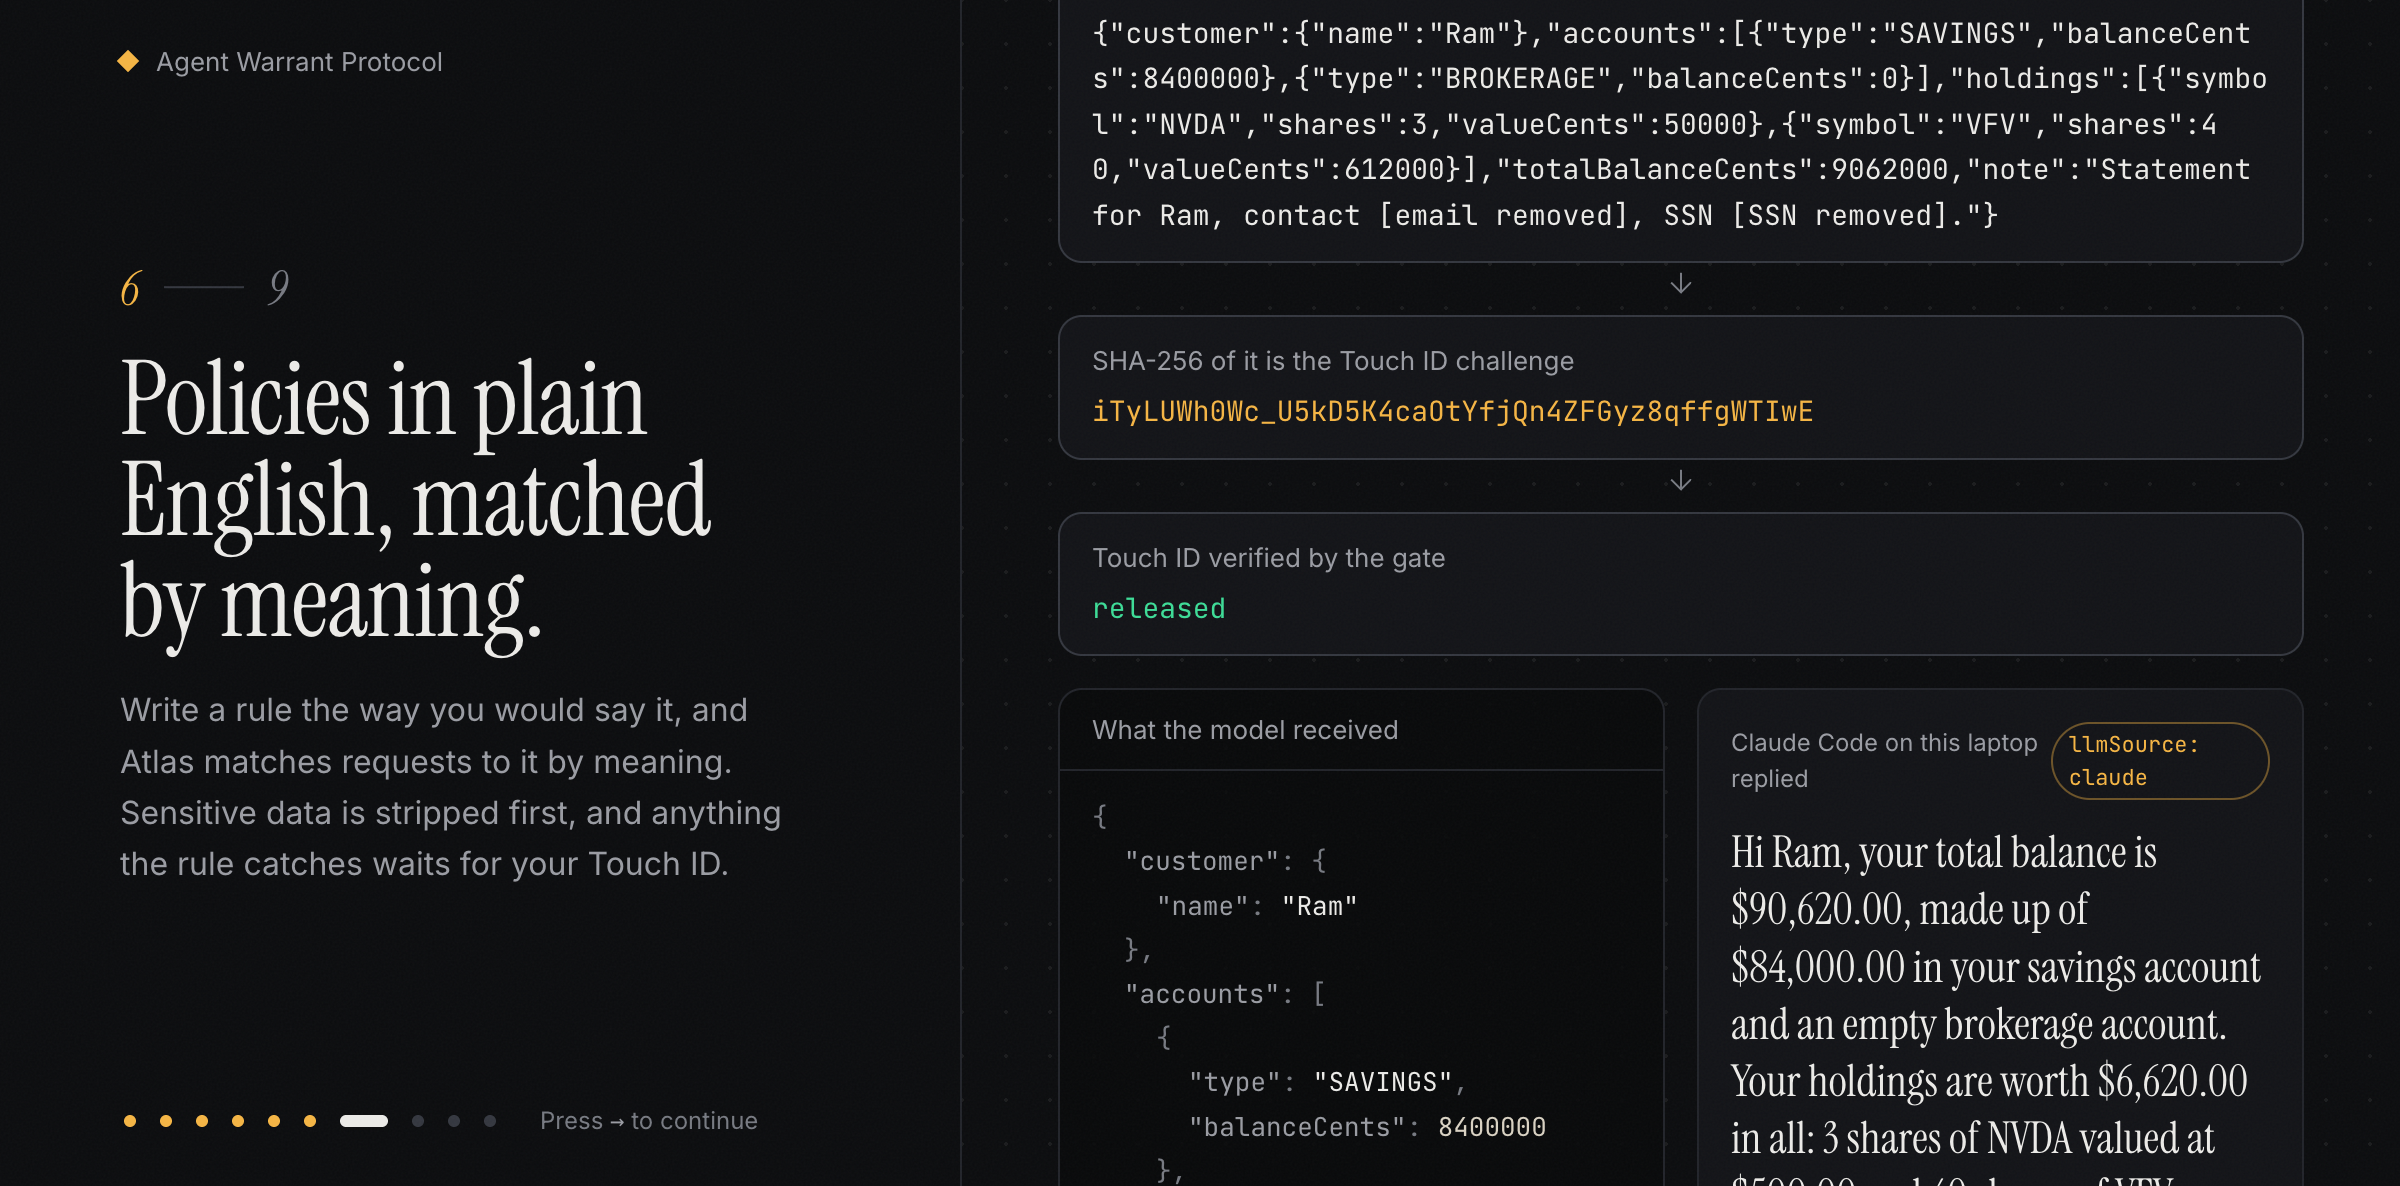 Agent Warrant Protocol
6 9
Policies in plain
English, matched
by meaning.
Write a rule the way you would say it, and
Atlas matches requests to it by meaning.
Sensitive data is stripped first, and anything
the rule catches waits for your Touch ID.
Press → to continue
{"customer":{"name":"Ram"},"accounts":[{"type":"SAVINGS","balanceCent
s":8400000},{"type":"BROKERAGE","balanceCents":0}],"holdings":[{"symbo
l":"NVDA","shares":3,"valueCents":50000},{"symbol":"VFV","shares":4
0,"valueCents":612000}],"totalBalanceCents":9062000,"note":"Statement
for Ram, contact [email removed], SSN [SSN removed]."}
↓
SHA-256 of it is the Touch ID challenge
iTyLUWh0Wc_U5kD5K4caOtYfjQn4ZFGyz8qffgWTIwE
↓
Touch ID verified by the gate
released
What the model received
{
"customer": {
"name": "Ram"
},
"accounts": [
{
"type": "SAVINGS",
"balanceCents": 8400000
},
Claude Code on this laptop
replied
llmSource:
claude
Hi Ram, your total balance is
$90,620.00, made up of
$84,000.00 in your savings account
and an empty brokerage account.
Your holdings are worth $6,620.00
in all: 3 shares of NVDA valued at
$500.00 and 40 shares of VFV